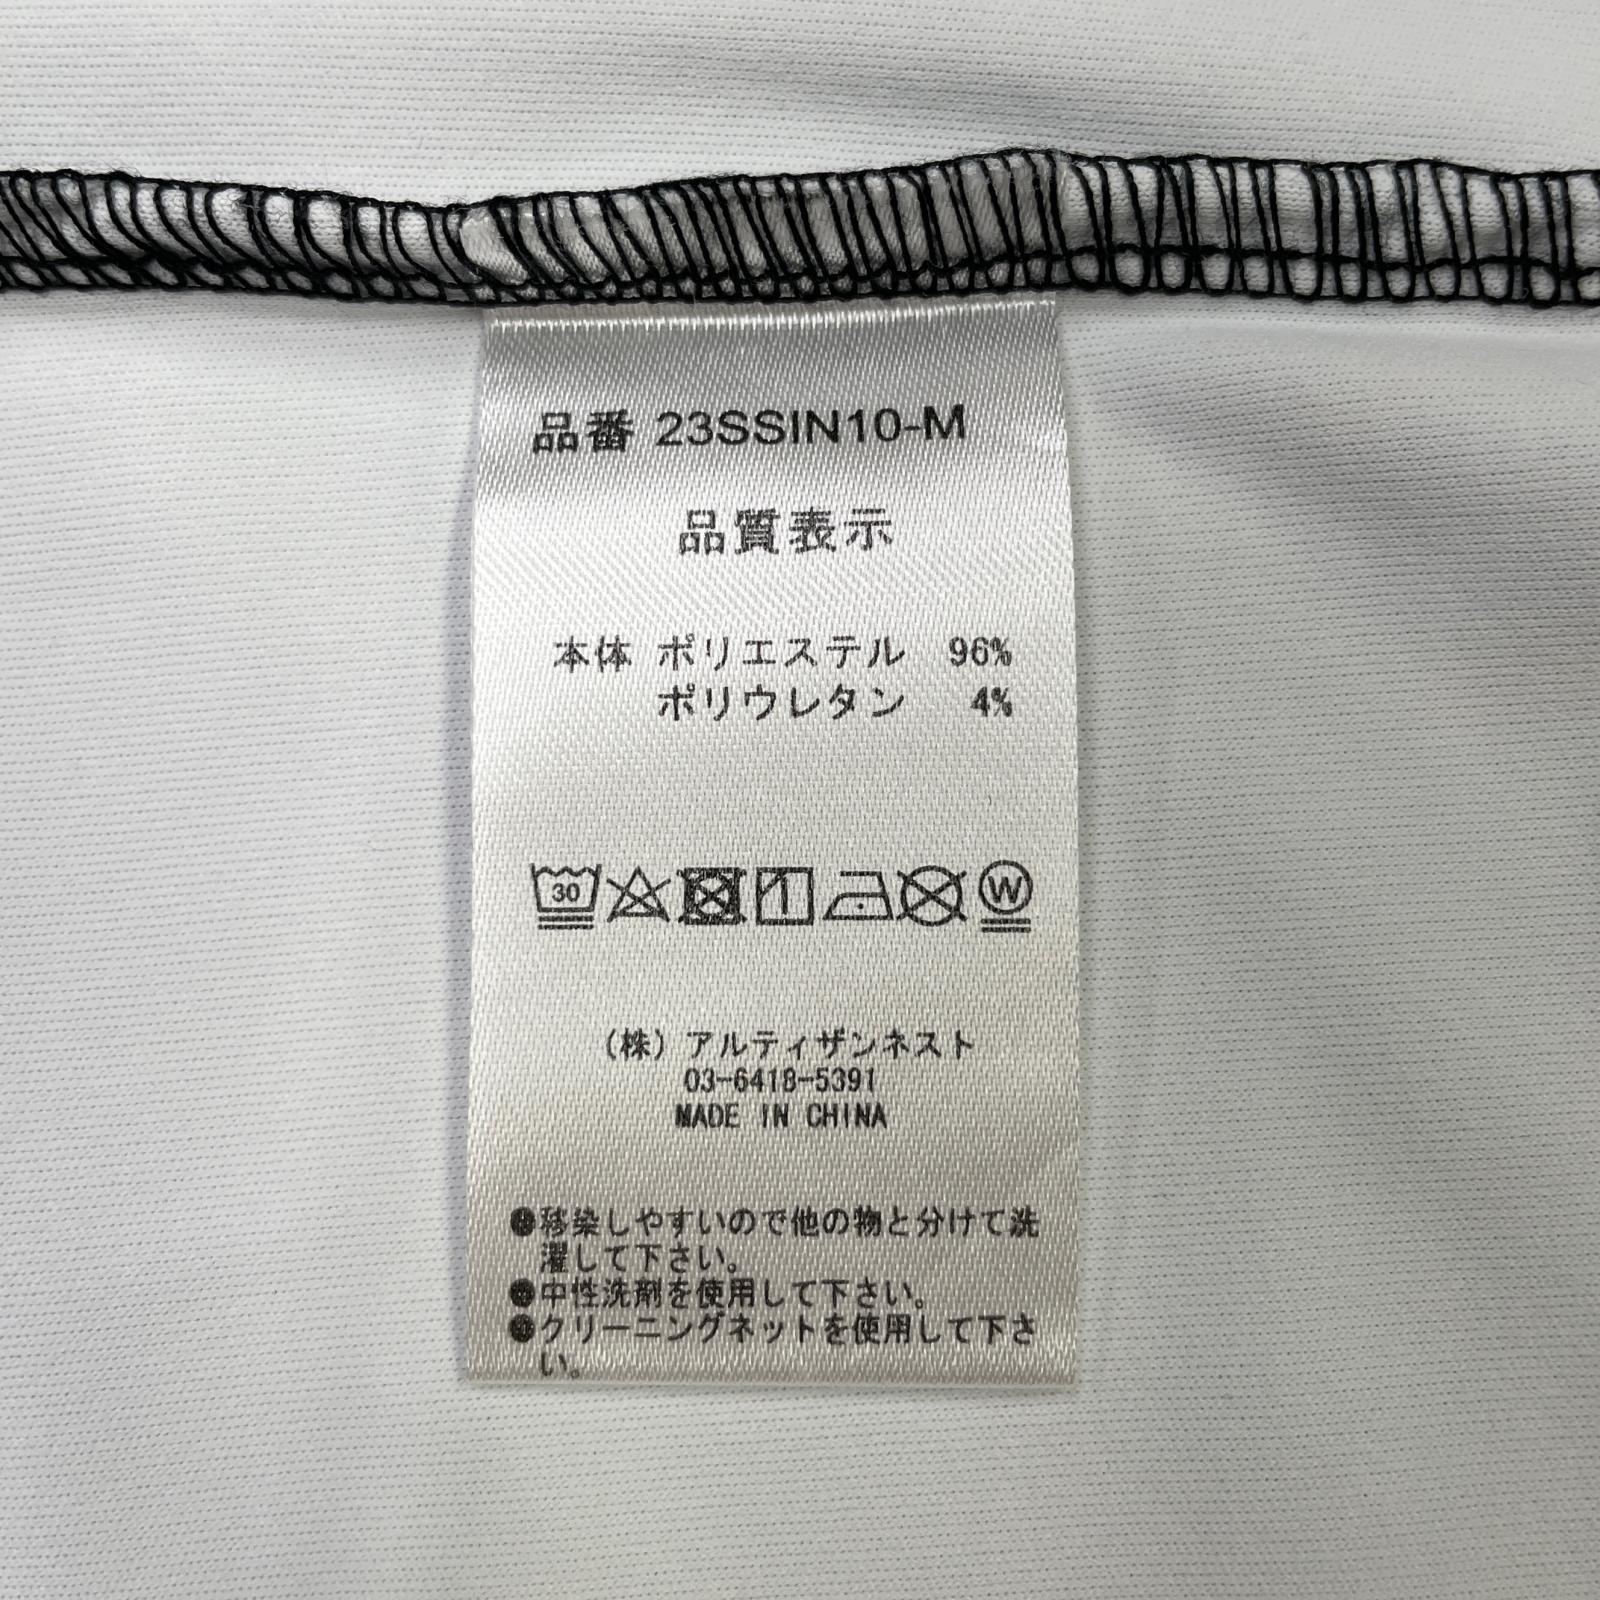 品番 23SSIN10-M
品質表示
本体 ポリエステル 96%
ポリウレタン 4%
30 W
(株) アルティザンネスト
03-6418-5391
MADE IN CHINA
●移染しやすいので他の物と分けて洗
濯して下さい。
●中性洗剤を使用して下さい。
●クリーニングネットを使用して下さ
い。